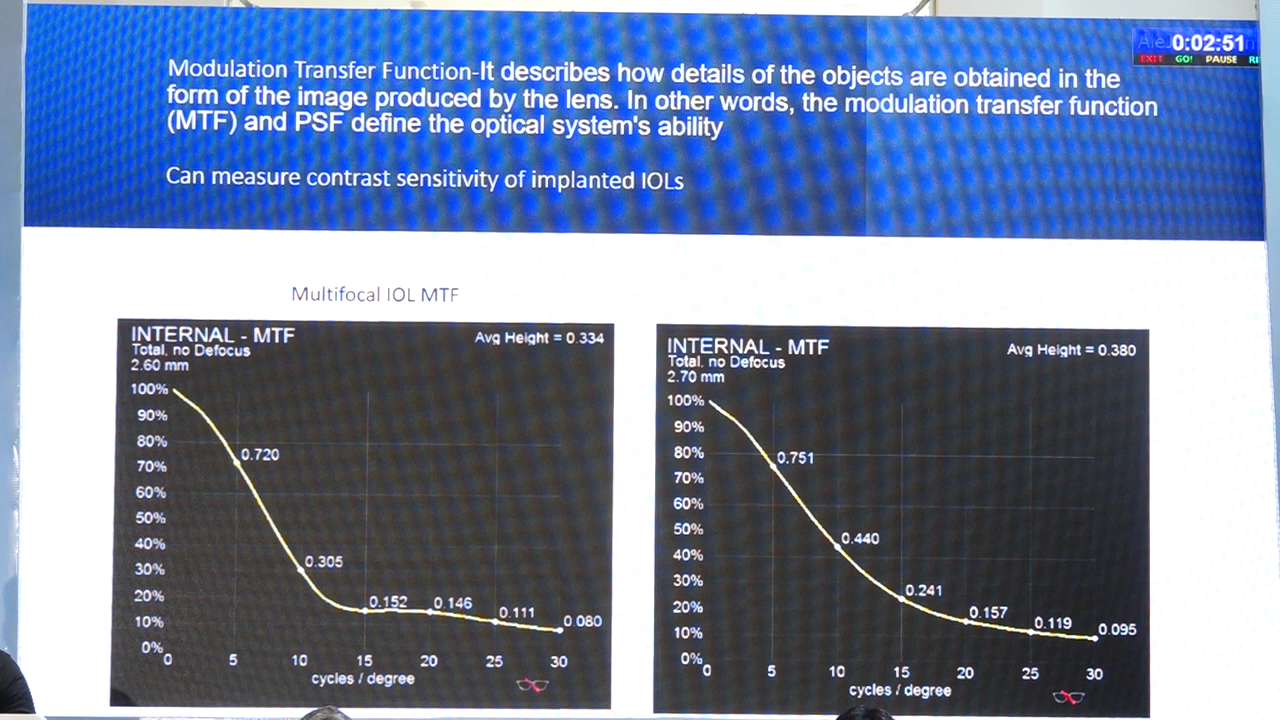 0:02:51
EXIT GO! PAUSE
Modulation Transfer Function-It describes how details of the objects are obtained in the
form of the image produced by the lens. In other words, the modulation transfer function
(MTF) and PSF define the optical system's ability
Can measure contrast sensitivity of implanted IOLs
Multifocal IOL MTF
INTERNAL - MTF
Avg Height = 0.334
Total, no Defocus
2.60 mm
100%
90%
80%
70%
60%
50%
40%
30%
20%
10%
0%
0.720
0.305
0.152
0.146
0.111
0.080
0 5 10 15 20 25 30
cycles / degree
INTERNAL - MTF
Avg Height = 0.380
Total, no Defocus
2.70 mm
100%
90%
80%
70%
60%
50%
40%
30%
20%
10%
0%
0.751
0.440
0.241
0.157
0.119
0.095
0 5 10 15 20 25 30
cycles / degree